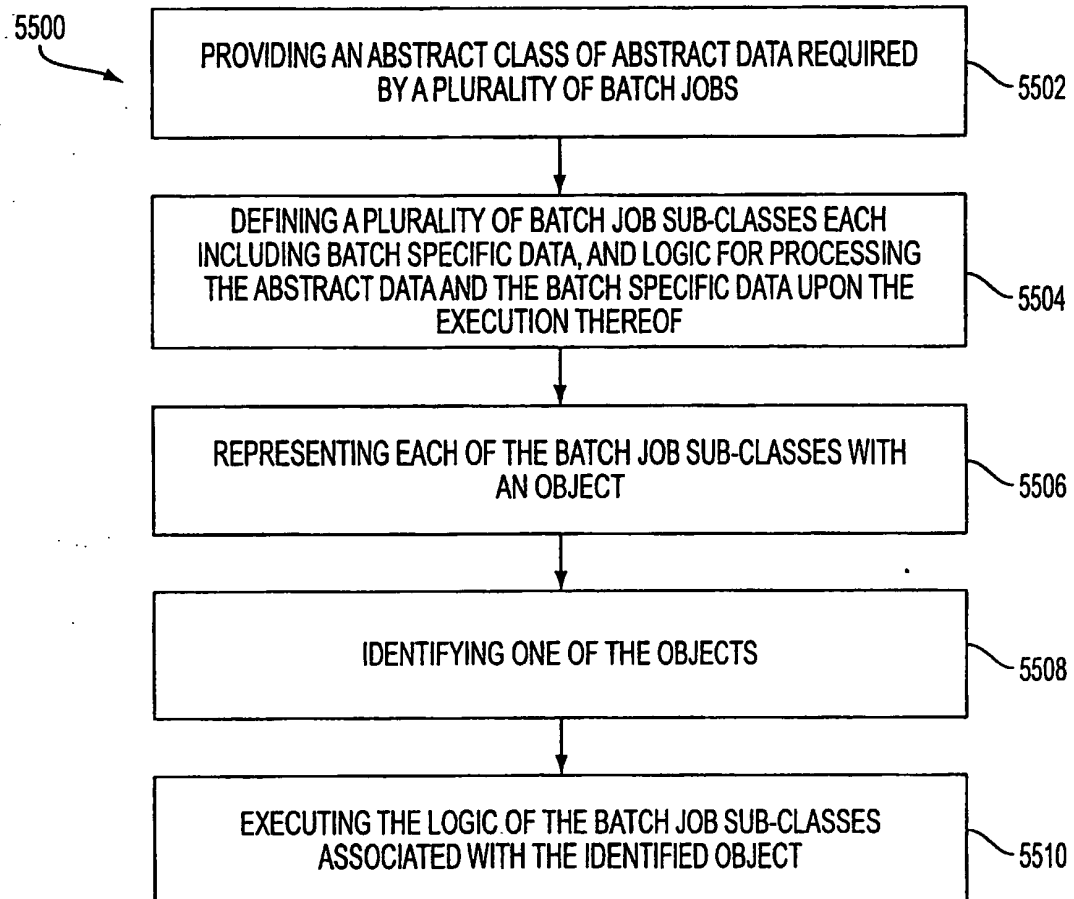 5500
PROVIDING AN ABSTRACT CLASS OF ABSTRACT DATA REQUIRED
BY A PLURALITY OF BATCH JOBS
5502
DEFINING A PLURALITY OF BATCH JOB SUB-CLASSES EACH
INCLUDING BATCH SPECIFIC DATA, AND LOGIC FOR PROCESSING
THE ABSTRACT DATA AND THE BATCH SPECIFIC DATA UPON THE
EXECUTION THEREOF
5504
REPRESENTING EACH OF THE BATCH JOB SUB-CLASSES WITH
AN OBJECT
5506
IDENTIFYING ONE OF THE OBJECTS
5508
EXECUTING THE LOGIC OF THE BATCH JOB SUB-CLASSES
ASSOCIATED WITH THE IDENTIFIED OBJECT
5510